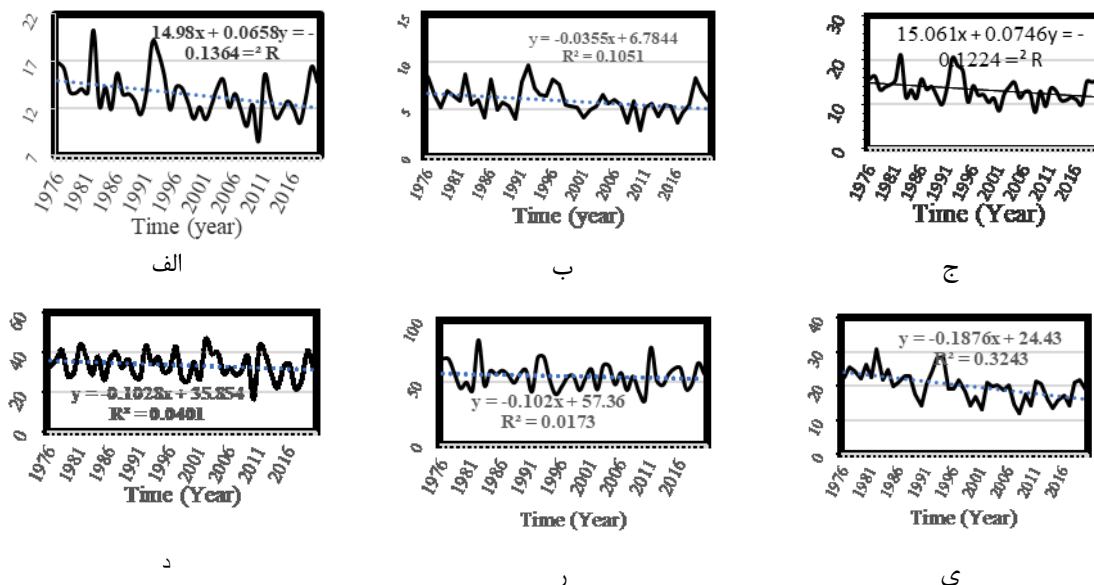 22
17
12
7
14.98x + 0.0658y = -
0.1364 =² R
1976 1981 1986 1991 1996 2001 2006 2011 2016
Time (year)
الف
15
10
5
0
y = -0.0355x + 6.7844
R² = 0.1051
1976 1981 1986 1991 1996 2001 2006 2011 2016
Time (year)
ب
30
20
10
0
15.061x + 0.0746y = -
0.1224 =² R
1976 1981 1986 1991 1996 2001 2006 2011 2016
Time (Year)
ج
60
40
20
0
y = -0.1028x + 35.854
R² = 0.0401
1976 1981 1986 1991 1996 2001 2006 2011 2016
Time (Year)
د
100
50
0
y = -0.102x + 57.36
R² = 0.0173
1976 1981 1986 1991 1996 2001 2006 2011 2016
Time (Year)
ر
40
30
20
10
0
y = -0.1876x + 24.43
R² = 0.3243
1976 1981 1986 1991 1996 2001 2006 2011 2016
Time (Year)
ی